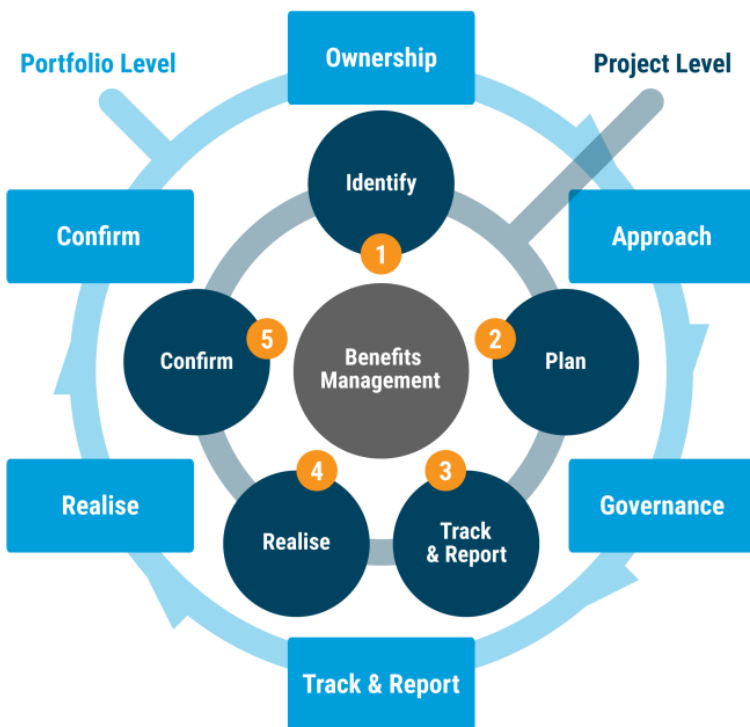 Ownership
Portfolio Level
Project Level
Identify
Confirm
Approach
1
5
2
Confirm
Benefits
Management
Plan
4
3
Realise
Governance
Realise
Track
& Report
Track & Report